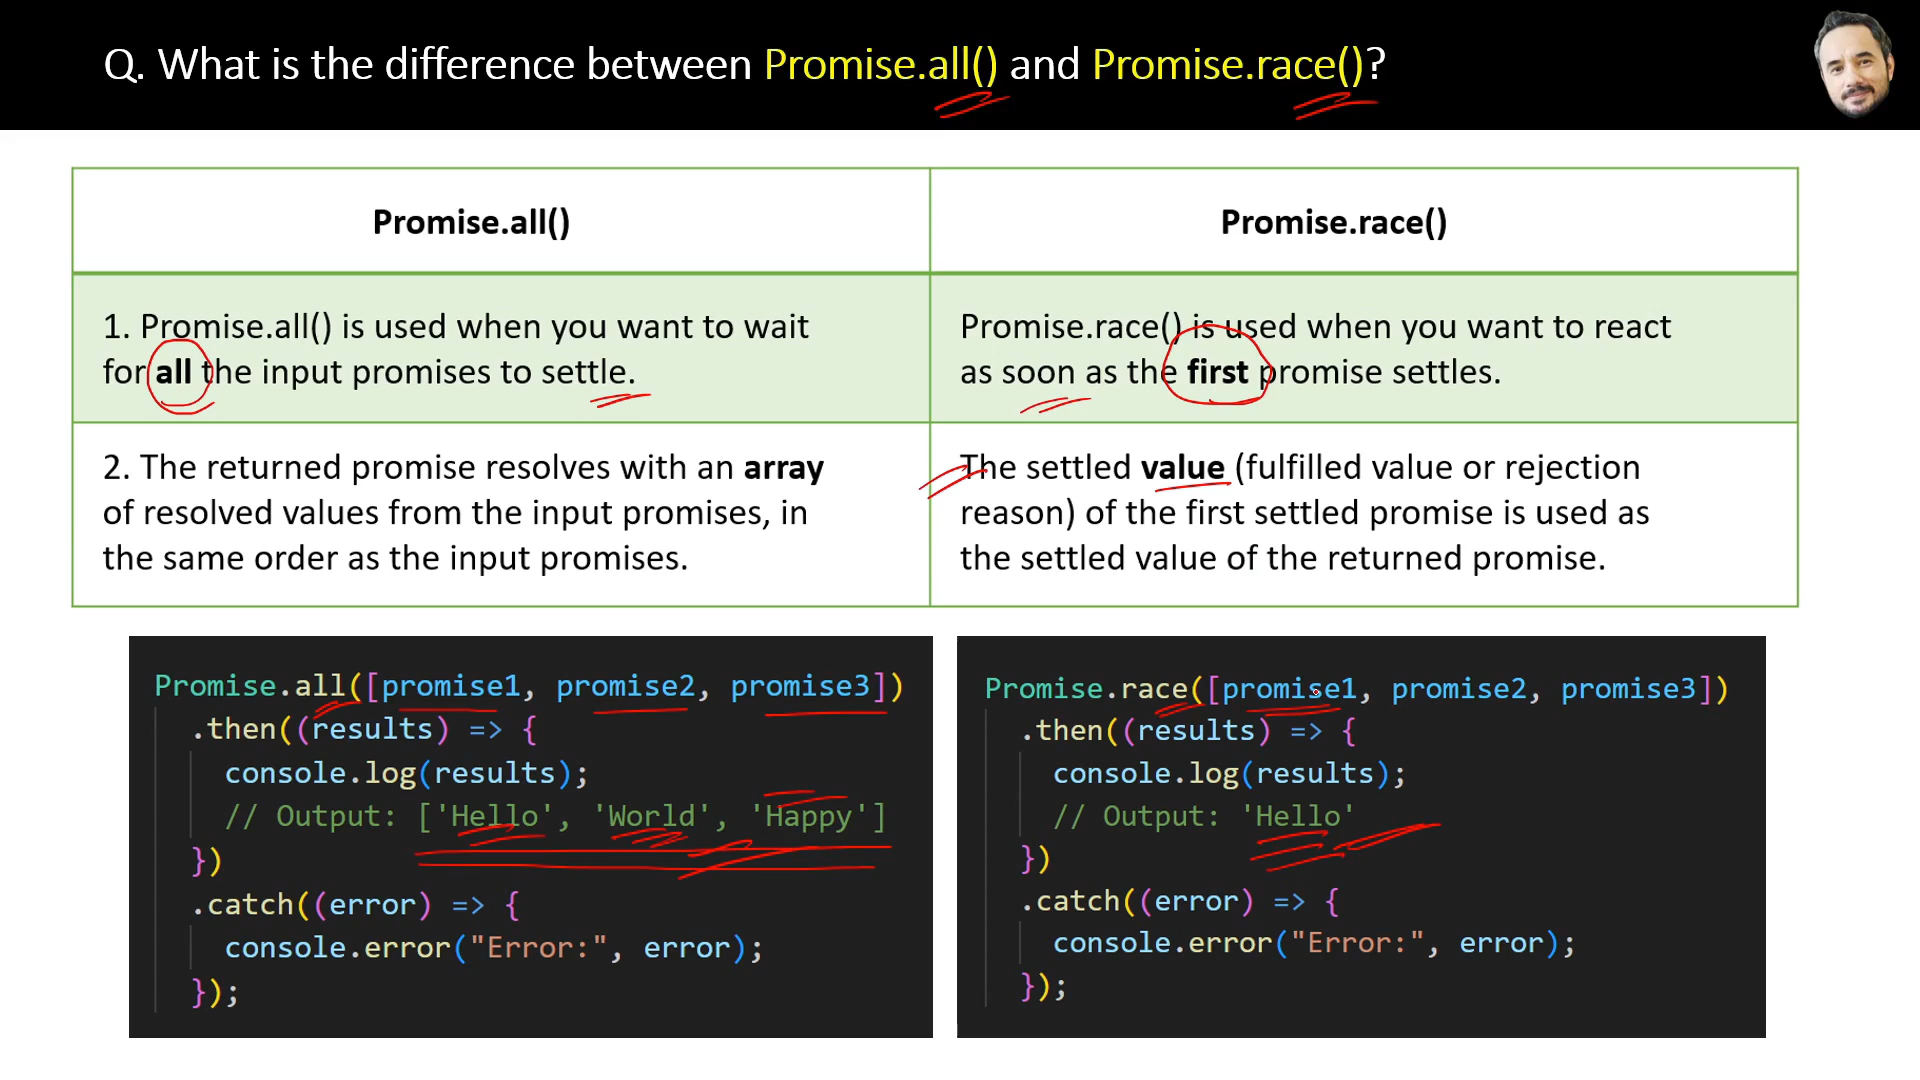 Q. What is the difference between Promise.all() and Promise.race()?
Promise.all()
Promise.race()
1. Promise.all() is used when you want to wait
for all the input promises to settle.
Promise.race() is used when you want to react
as soon as the first promise settles.
2. The returned promise resolves with an array
of resolved values from the input promises, in
the same order as the input promises.
The settled value (fulfilled value or rejection
reason) of the first settled promise is used as
the settled value of the returned promise.
Promise.all([promise1, promise2, promise3])
.then((results) => {
console.log(results);
// Output: ['Hello', 'World', 'Happy']
})
.catch((error) => {
console.error("Error:", error);
});
Promise.race([promise1, promise2, promise3])
.then((results) => {
console.log(results);
// Output: 'Hello'
})
.catch((error) => {
console.error("Error:", error);
});